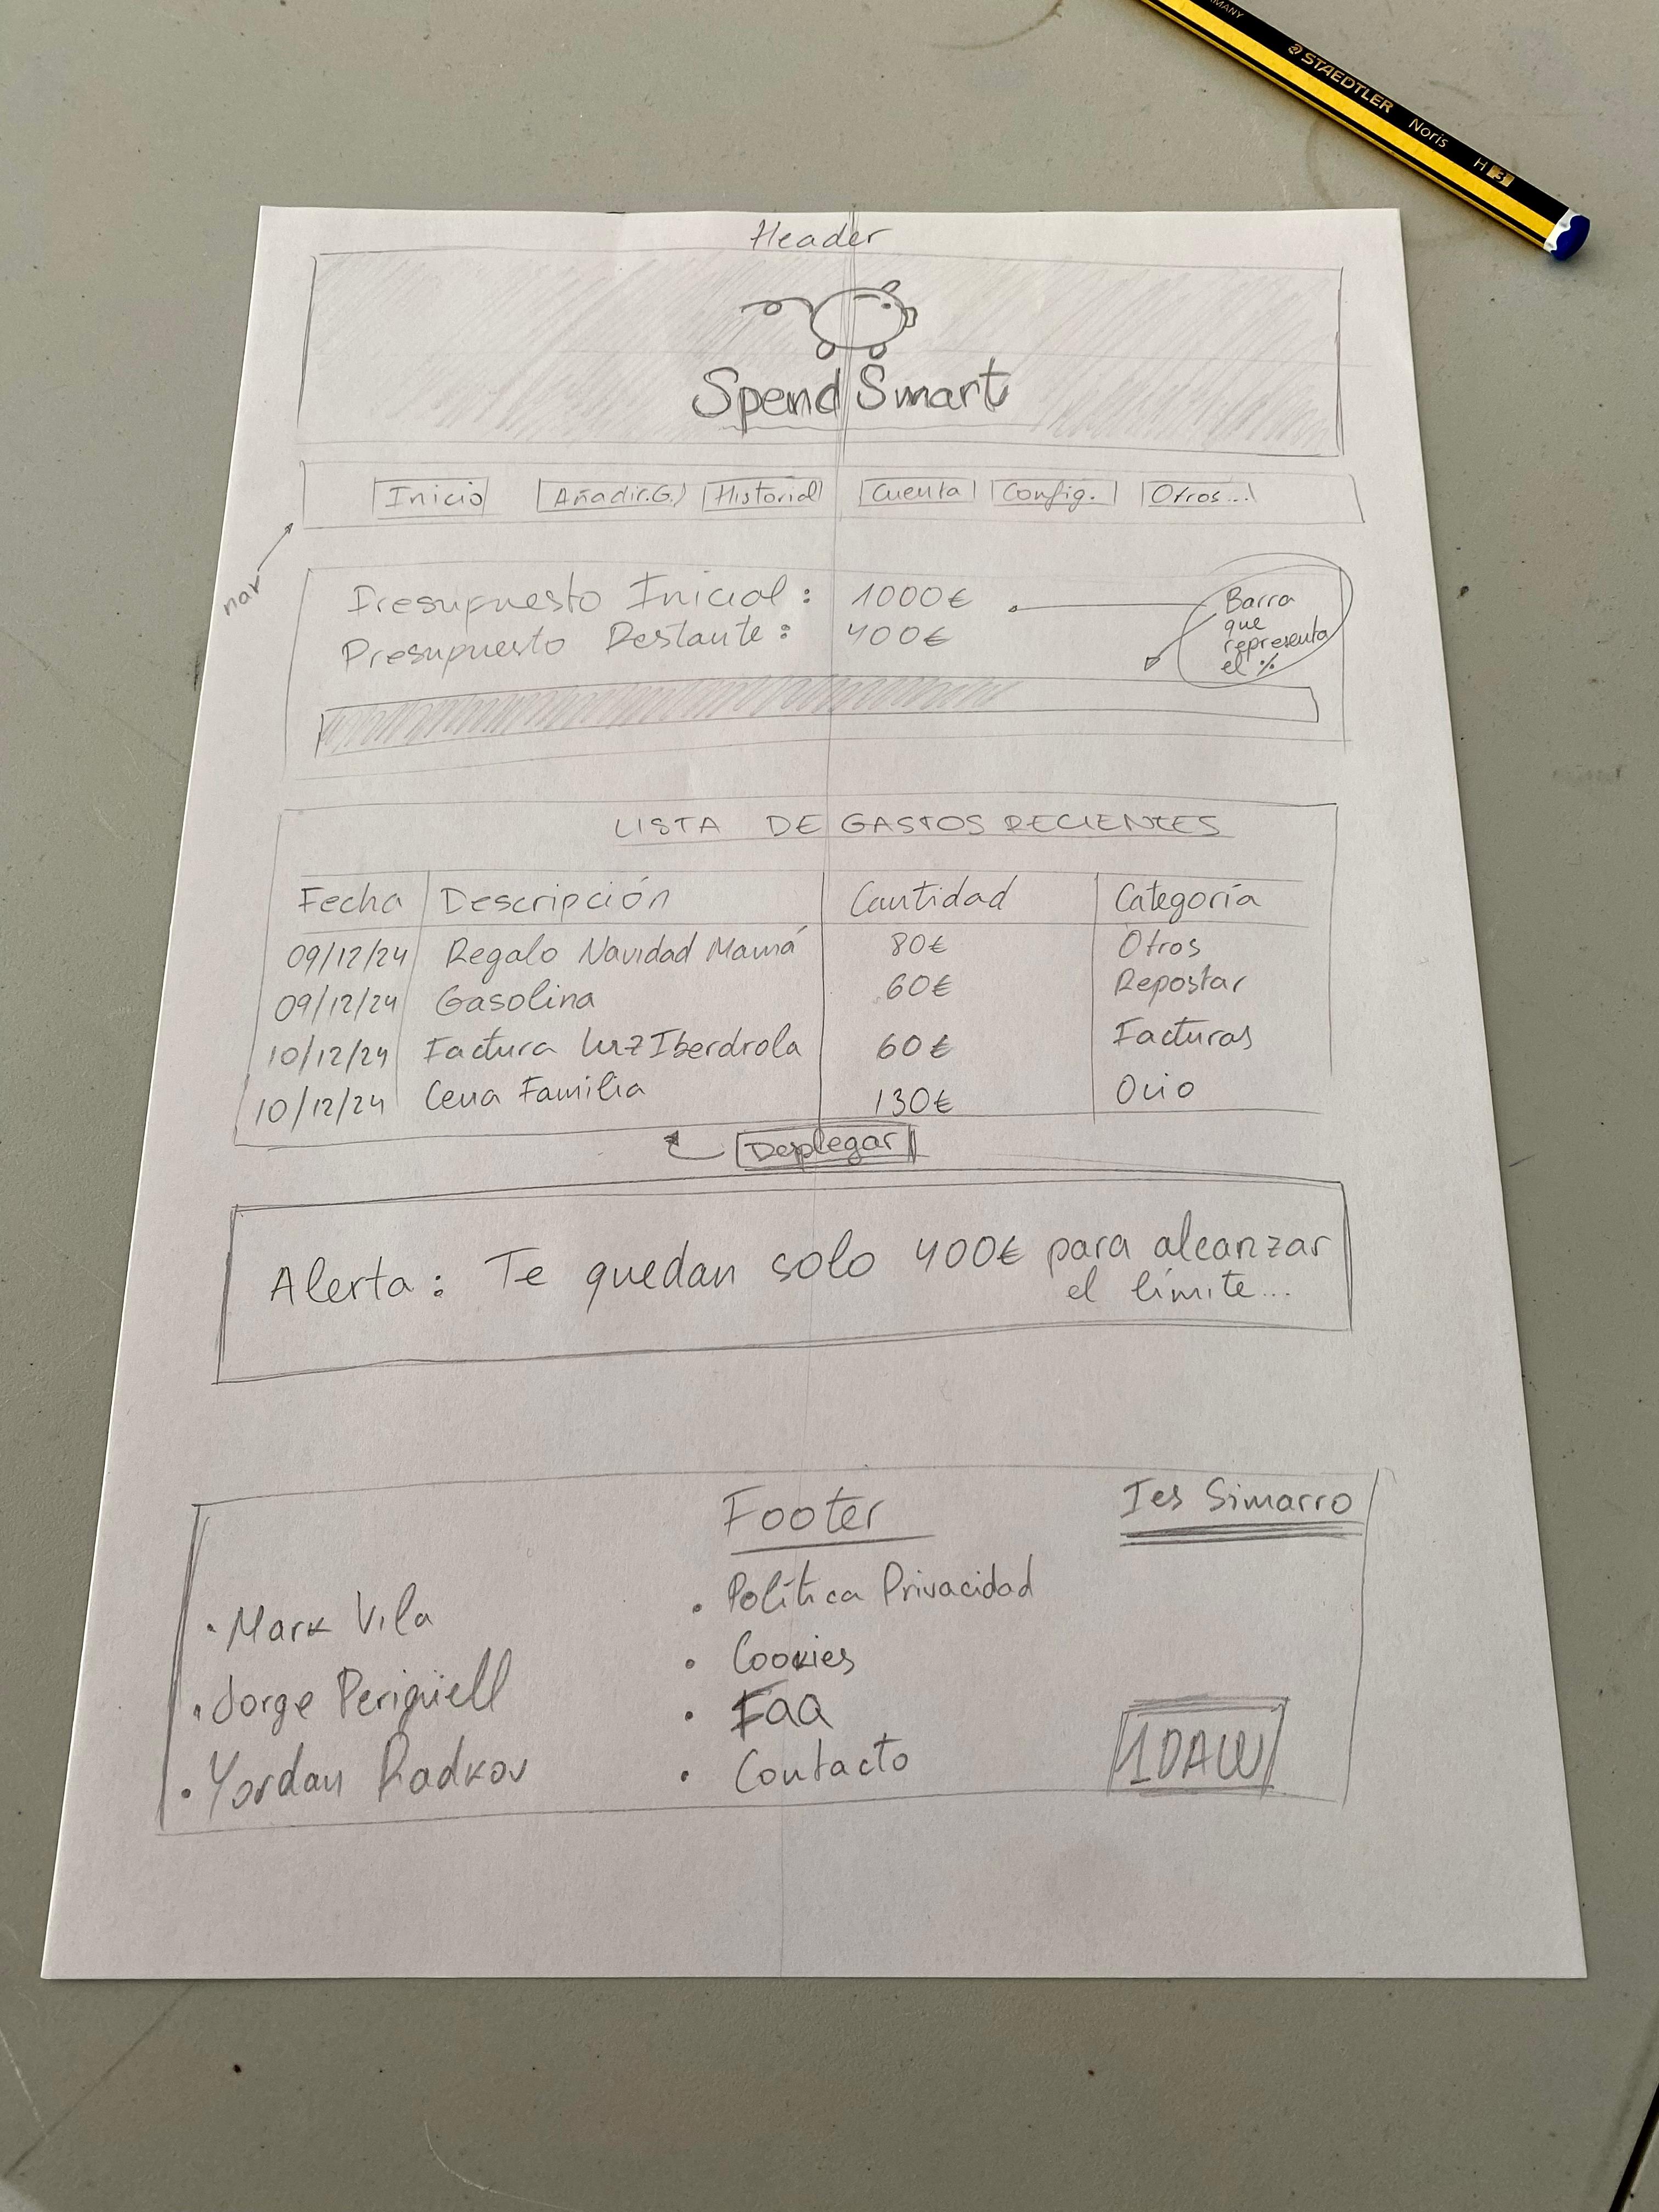 GERMANY
STAEDTLER Noris HB
Header
Spend Smart
Inicio Añadir.G. Historial Cuenta Config. Otros...
nav
Presupuesto Inicial: 1000€
Presupuesto Restante: 400€
Barra
que
representa
el %
LISTA DE GASTOS RECIENTES
Fecha Descripción Cantidad Categoría
09/12/24 Regalo Navidad Mamá 80€ Otros
09/12/24 Gasolina 60€ Repostar
10/12/24 Factura luz Iberdrola 60€ Facturas
10/12/24 Cena Familia 130€ Ocio
Desplegar
Alerta: Te quedan solo 400€ para alcanzar
el límite...
Footer
Ies Simarro
• Mark Vila
• Jorge Periguell
• Yordan Radkov
• Política Privacidad
• Cookies
• FAQ
• Contacto
1DAW